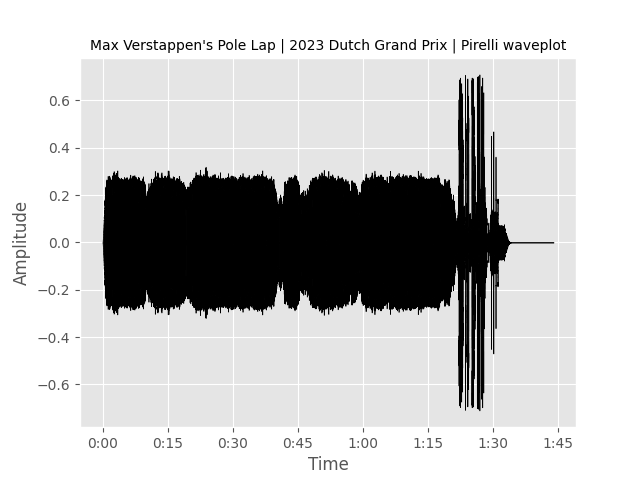 Max Verstappen's Pole Lap | 2023 Dutch Grand Prix | Pirelli waveplot
0.6
0.4
0.2
0.0
−0.2
−0.4
−0.6
Amplitude
0:00 0:15 0:30 0:45 1:00 1:15 1:30 1:45
Time